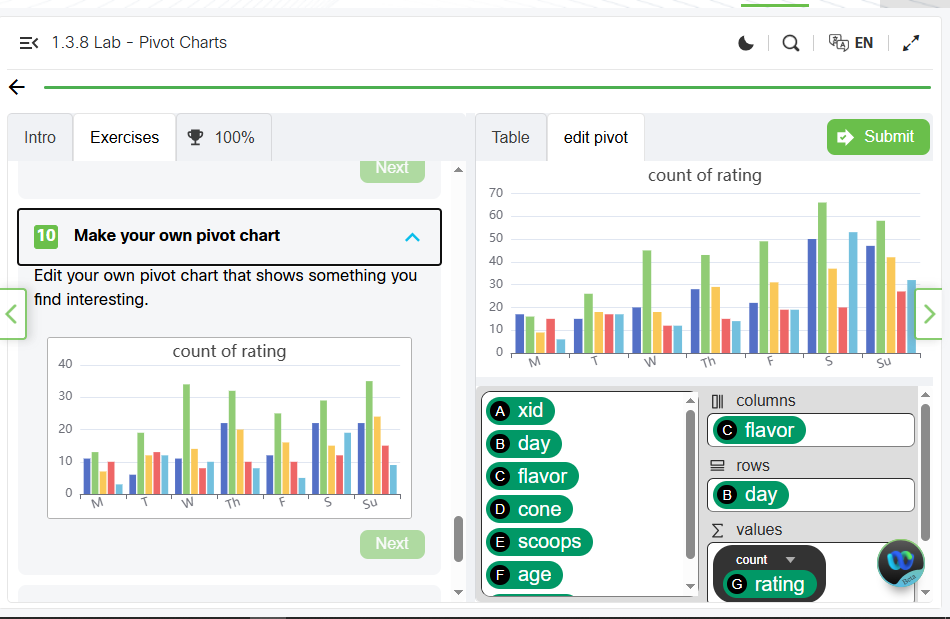 1.3.8 Lab - Pivot Charts
EN
Intro
Exercises
100%
Next
10 Make your own pivot chart
Edit your own pivot chart that shows something you
find interesting.
count of rating
40
30
20
10
0
M T W Th F S Su
Next
Table
edit pivot
Submit
count of rating
70
60
50
40
30
20
10
0
M T W Th F S Su
A xid
B day
C flavor
D cone
E scoops
F age
columns
C flavor
rows
B day
Σ values
count
G rating
Beta